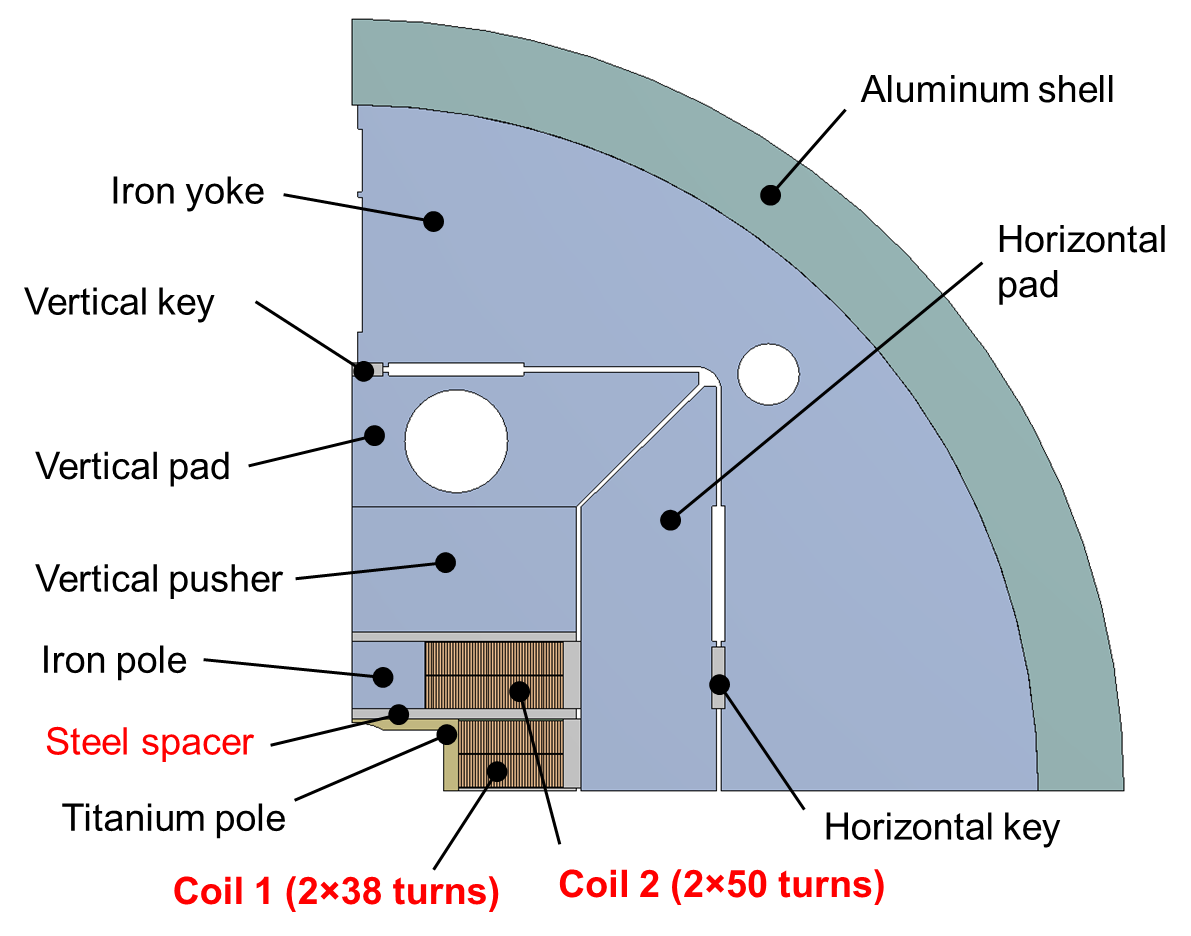 Aluminum shell
Iron yoke
Horizontal
pad
Vertical key
Vertical pad
Vertical pusher
Iron pole
Steel spacer
Titanium pole
Horizontal key
Coil 1 (2×38 turns)
Coil 2 (2×50 turns)